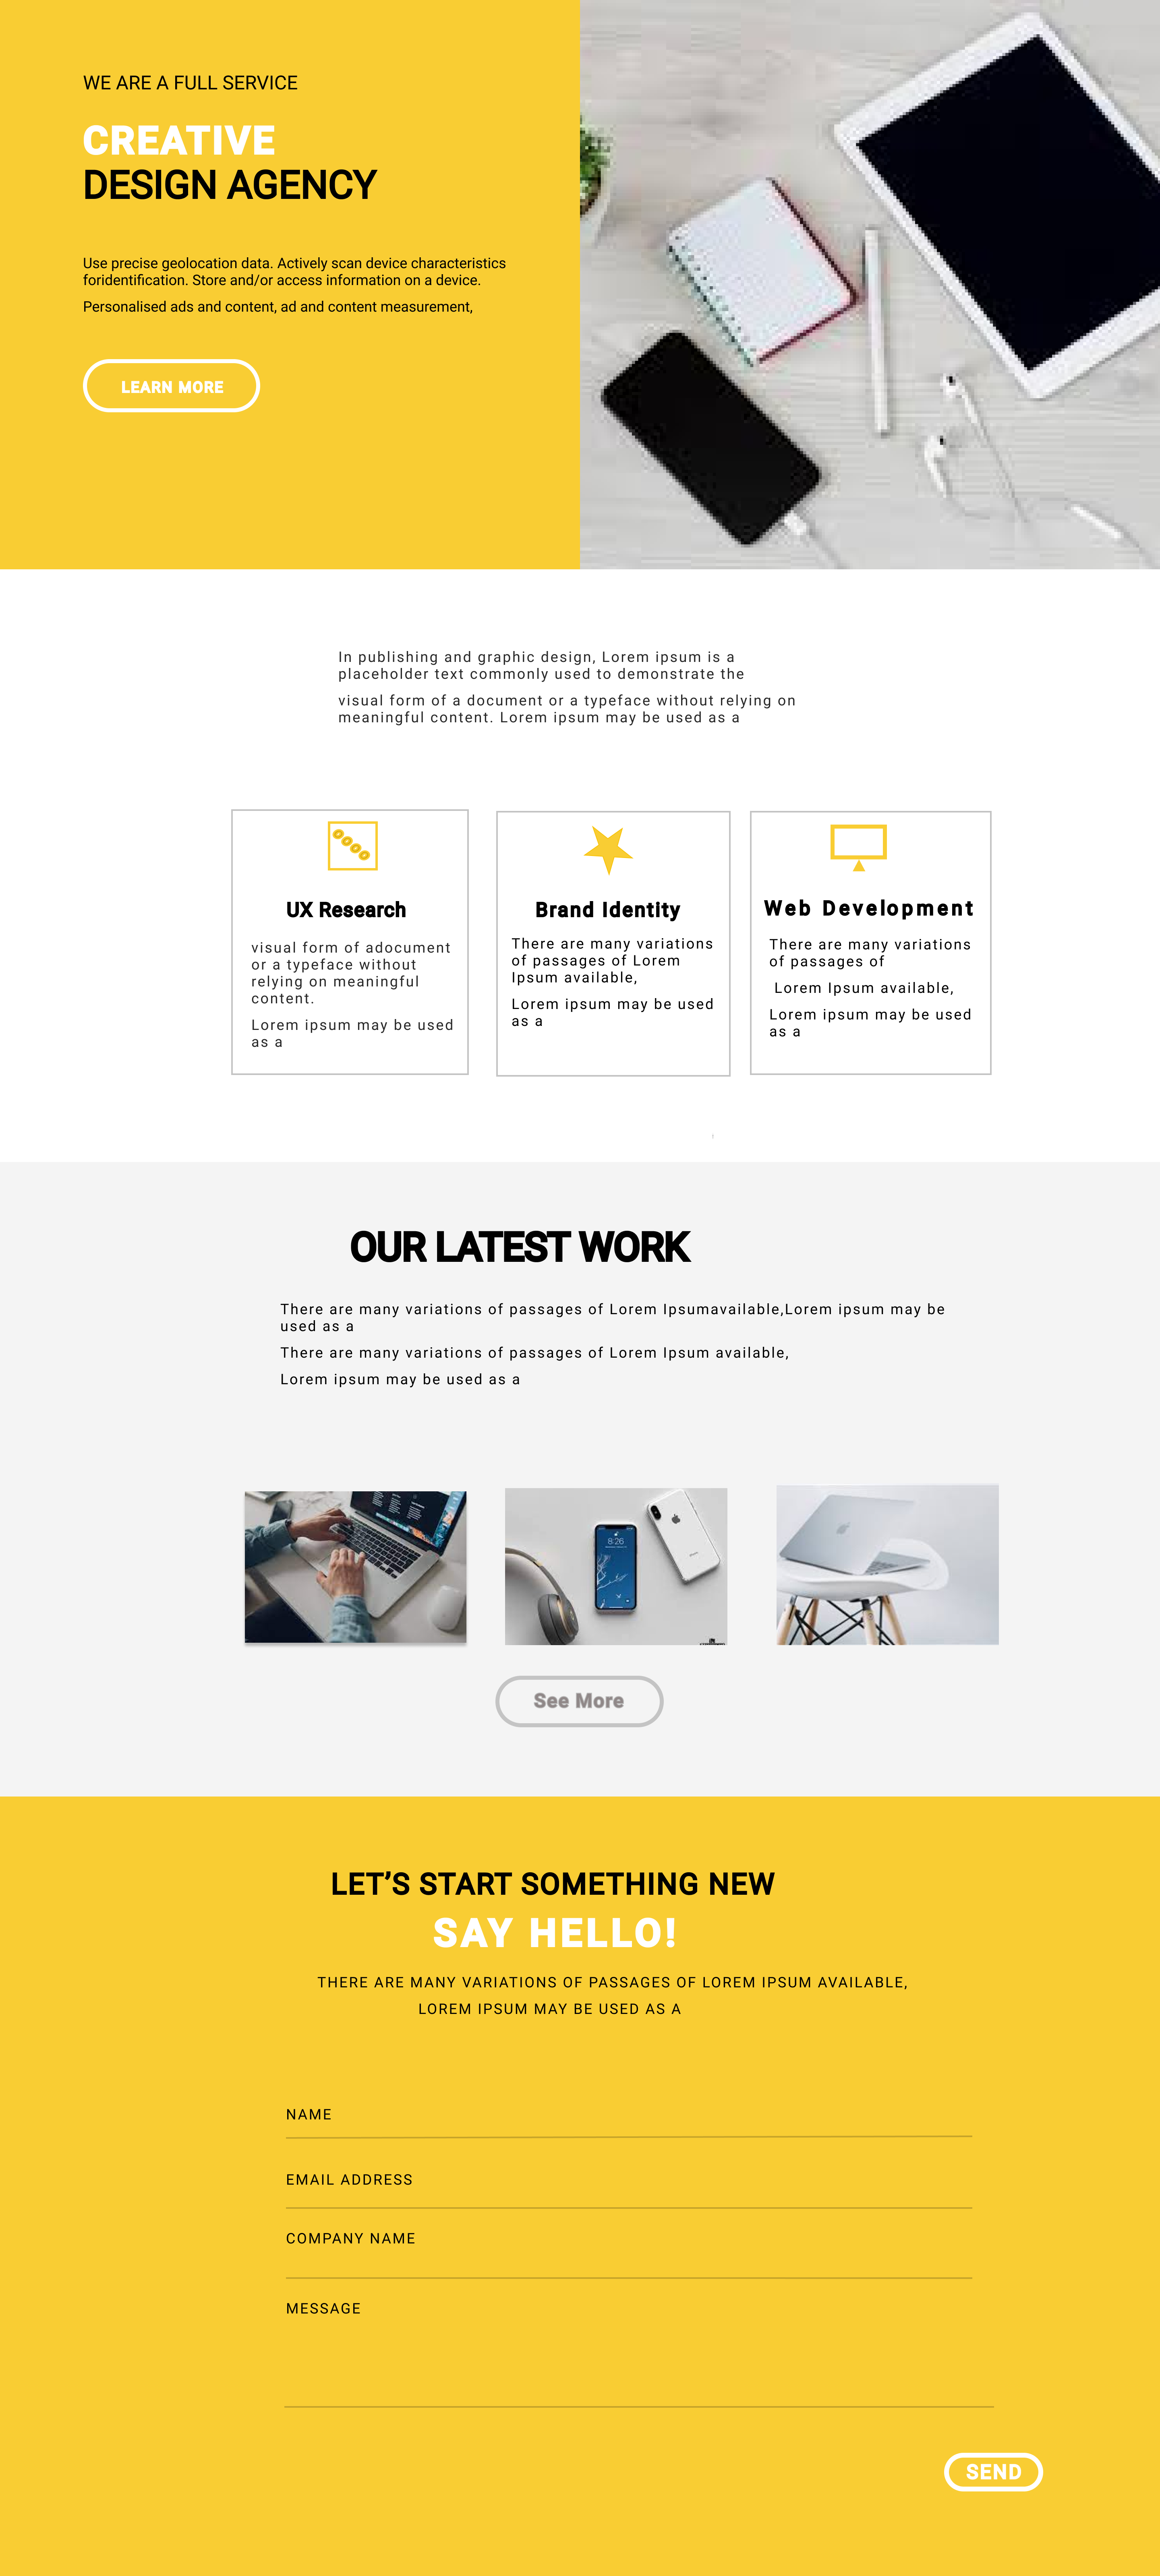 WE ARE A FULL SERVICE
CREATIVE
DESIGN AGENCY
Use precise geolocation data. Actively scan device characteristics
foridentification. Store and/or access information on a device.
Personalised ads and content, ad and content measurement,
LEARN MORE
In publishing and graphic design, Lorem ipsum is a
placeholder text commonly used to demonstrate the
visual form of a document or a typeface without relying on
meaningful content. Lorem ipsum may be used as a
UX Research
visual form of adocument
or a typeface without
relying on meaningful
content.
Lorem ipsum may be used
as a
Brand Identity
There are many variations
of passages of Lorem
Ipsum available,
Lorem ipsum may be used
as a
Web Development
There are many variations
of passages of
Lorem Ipsum available,
Lorem ipsum may be used
as a
OUR LATEST WORK
There are many variations of passages of Lorem Ipsumavailable,Lorem ipsum may be
used as a
There are many variations of passages of Lorem Ipsum available,
Lorem ipsum may be used as a
8:26
See More
LET’S START SOMETHING NEW
SAY HELLO!
THERE ARE MANY VARIATIONS OF PASSAGES OF LOREM IPSUM AVAILABLE,
LOREM IPSUM MAY BE USED AS A
NAME
EMAIL ADDRESS
COMPANY NAME
MESSAGE
SEND